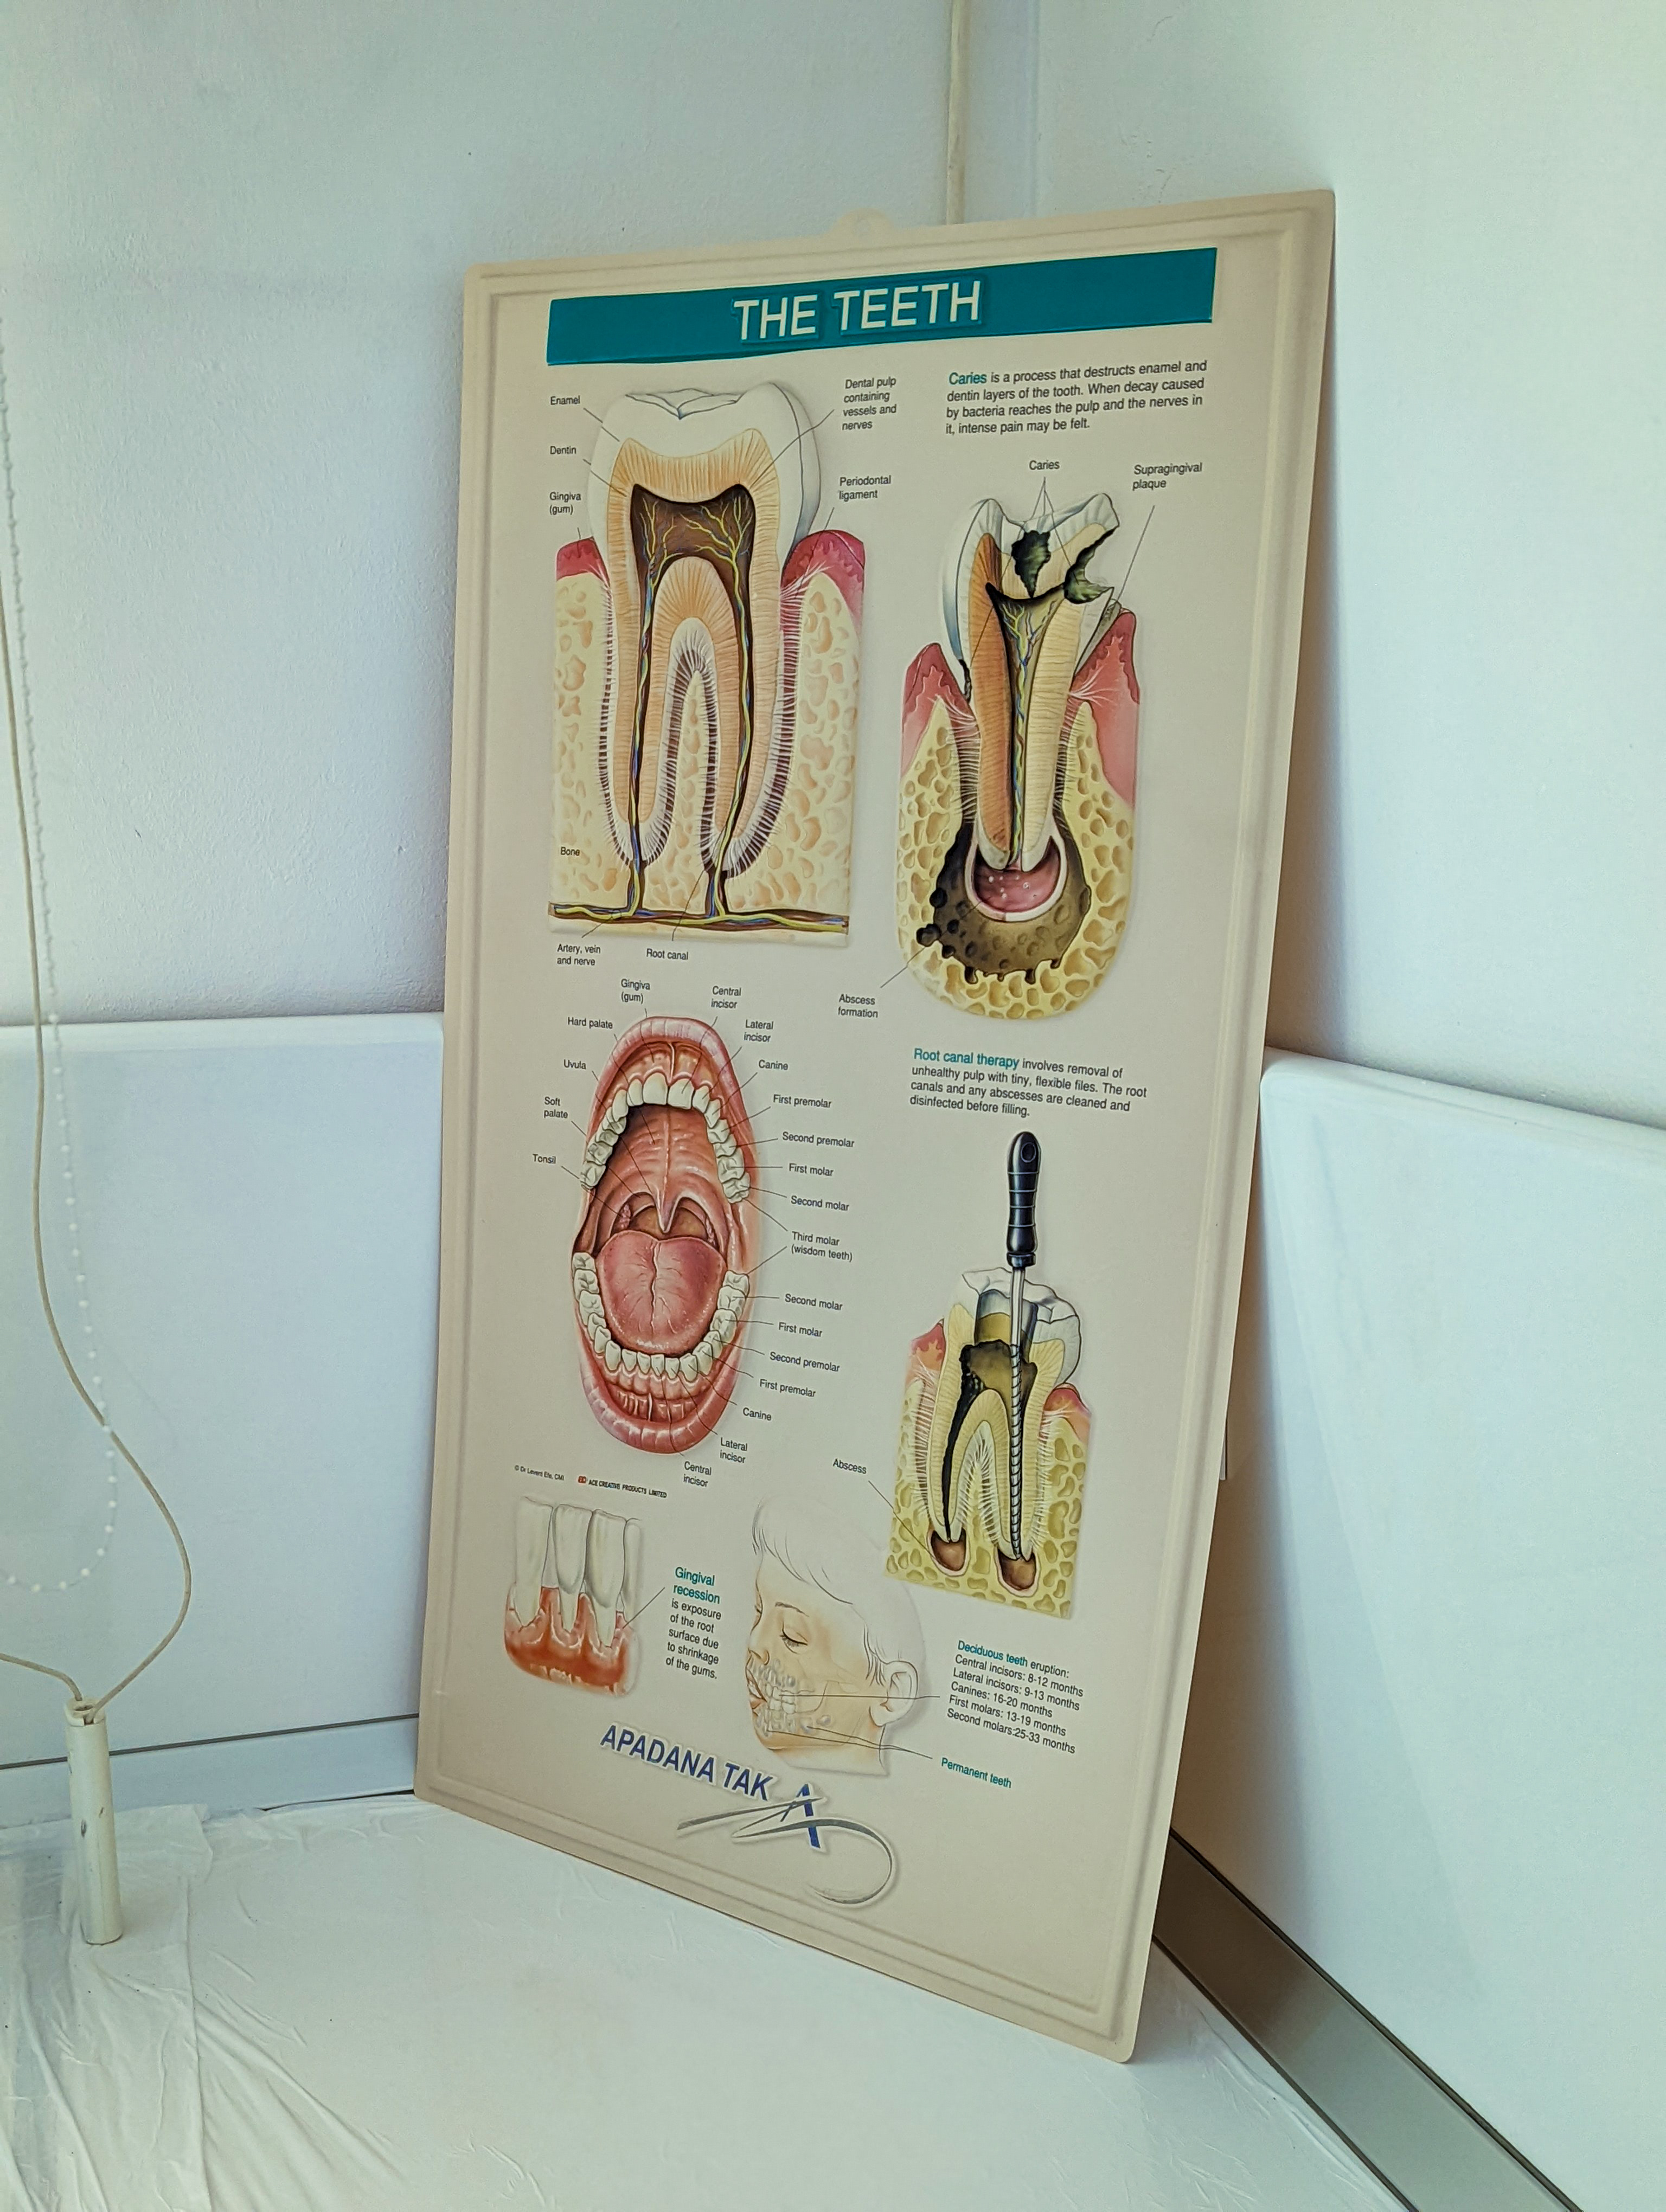 THE TEETH
Enamel
Dentin
Gingiva
(gum)
Dental pulp
containing
vessels and
nerves
Periodontal
ligament
Bone
Artery, vein
and nerve
Root canal
Caries is a process that destructs enamel and
dentin layers of the tooth. When decay caused
by bacteria reaches the pulp and the nerves in
it, intense pain may be felt.
Caries
Supragingival
plaque
Abscess
formation
Gingiva
(gum)
Hard palate
Uvula
Soft
palate
Tonsil
Central
incisor
Lateral
incisor
Canine
First premolar
Second premolar
First molar
Second molar
Third molar
(wisdom teeth)
Second molar
First molar
Second premolar
First premolar
Canine
Lateral
incisor
Central
incisor
Root canal therapy involves removal of
unhealthy pulp with tiny, flexible files. The root
canals and any abscesses are cleaned and
disinfected before filling.
Abscess
© Dr Levent Efe, CMI
ACE CREATIVE PRODUCTS LIMITED
Gingival
recession
is exposure
of the root
surface due
to shrinkage
of the gums.
Deciduous teeth eruption:
Central incisors: 8-12 months
Lateral incisors: 9-13 months
Canines: 16-20 months
First molars: 13-19 months
Second molars:25-33 months
Permanent teeth
APADANA TAK